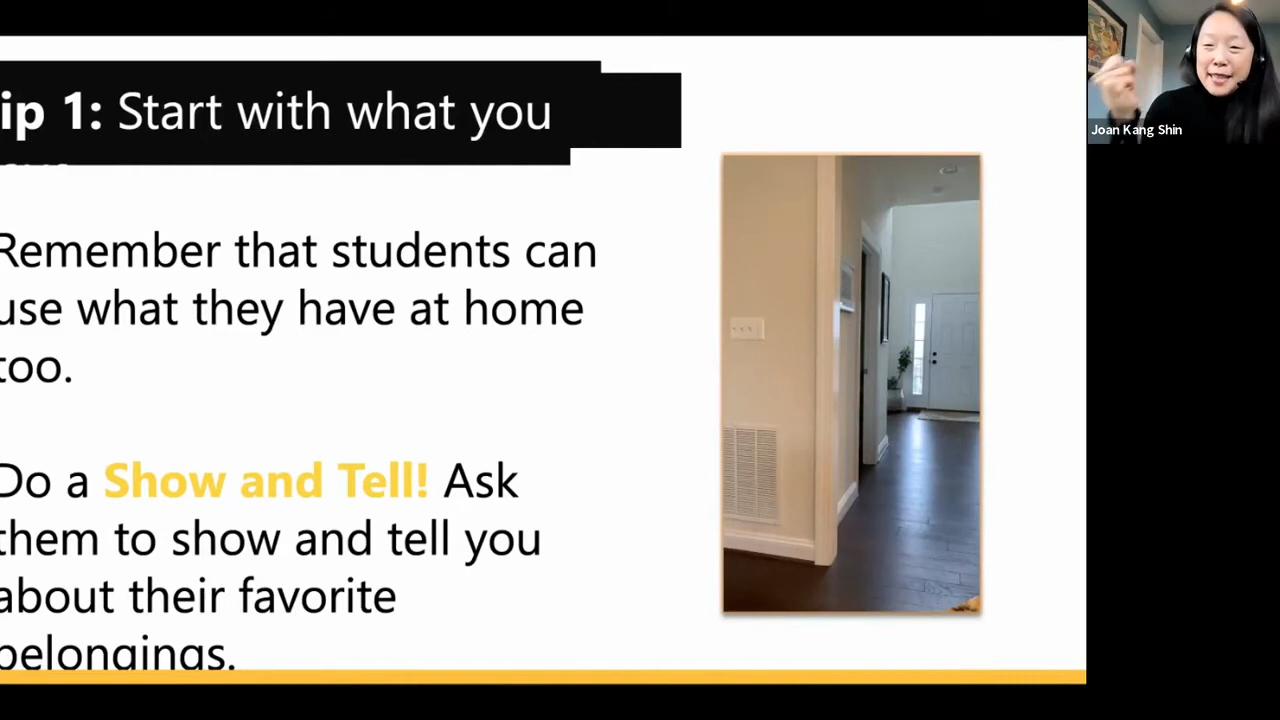 ip 1: Start with what you
Remember that students can
use what they have at home
too.
Do a Show and Tell! Ask
them to show and tell you
about their favorite
belongings.
Joan Kang Shin